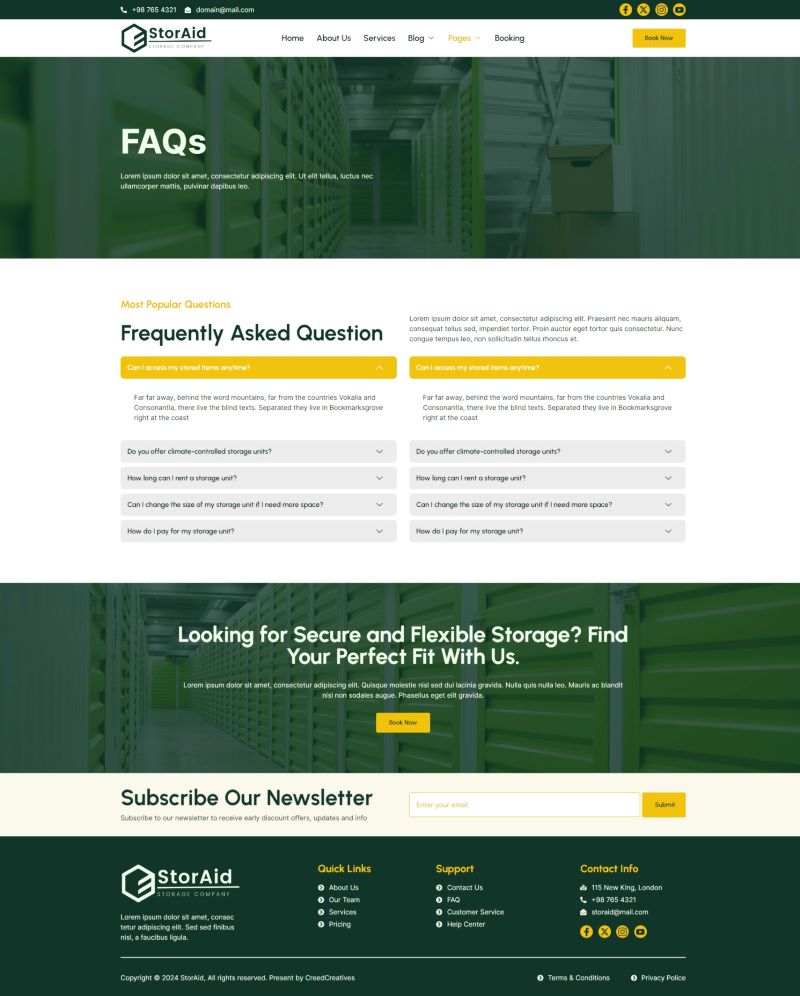 +98 765 4321 domain@mail.com
StorAid
STORAGE COMPANY
Home About Us Services Blog Pages Booking
Book Now
FAQs
Lorem ipsum dolor sit amet, consectetur adipiscing elit. Ut elit tellus, luctus nec
ullamcorper mattis, pulvinar dapibus leo.
Most Popular Questions
Frequently Asked Question
Lorem ipsum dolor sit amet, consectetur adipiscing elit. Praesent nec mauris aliquam,
consequat tellus sed, imperdiet tortor. Proin auctor eget tortor quis consectetur. Nunc
congue tempus leo, non sollicitudin tellus rhoncus et.
Can I access my stored items anytime?
Far far away, behind the word mountains, far from the countries Vokalia and
Consonantia, there live the blind texts. Separated they live in Bookmarksgrove
right at the coast
Do you offer climate-controlled storage units?
How long can I rent a storage unit?
Can I change the size of my storage unit if I need more space?
How do I pay for my storage unit?
Can I access my stored items anytime?
Far far away, behind the word mountains, far from the countries Vokalia and
Consonantia, there live the blind texts. Separated they live in Bookmarksgrove
right at the coast
Do you offer climate-controlled storage units?
How long can I rent a storage unit?
Can I change the size of my storage unit if I need more space?
How do I pay for my storage unit?
Looking for Secure and Flexible Storage? Find
Your Perfect Fit With Us.
Lorem ipsum dolor sit amet, consectetur adipiscing elit. Quisque molestie nisl sed dui lacinia gravida. Nulla quis nulla leo. Mauris ac blandit
nisi non sodales augue. Phasellus eget elit gravida.
Book Now
Subscribe Our Newsletter
Subscribe to our newsletter to receive early discount offers, updates and info
Enter your email
Submit
StorAid
STORAGE COMPANY
Lorem ipsum dolor sit amet, consec
tetur adipiscing elit. Sed sed finibus
nisi, a faucibus ligula.
Quick Links
About Us
Our Team
Services
Pricing
Support
Contact Us
FAQ
Customer Service
Help Center
Contact Info
115 New King, London
+98 765 4321
storaid@mail.com
Copyright © 2024 StorAid, All rights reserved. Present by CreedCreatives
Terms & Conditions Privacy Police